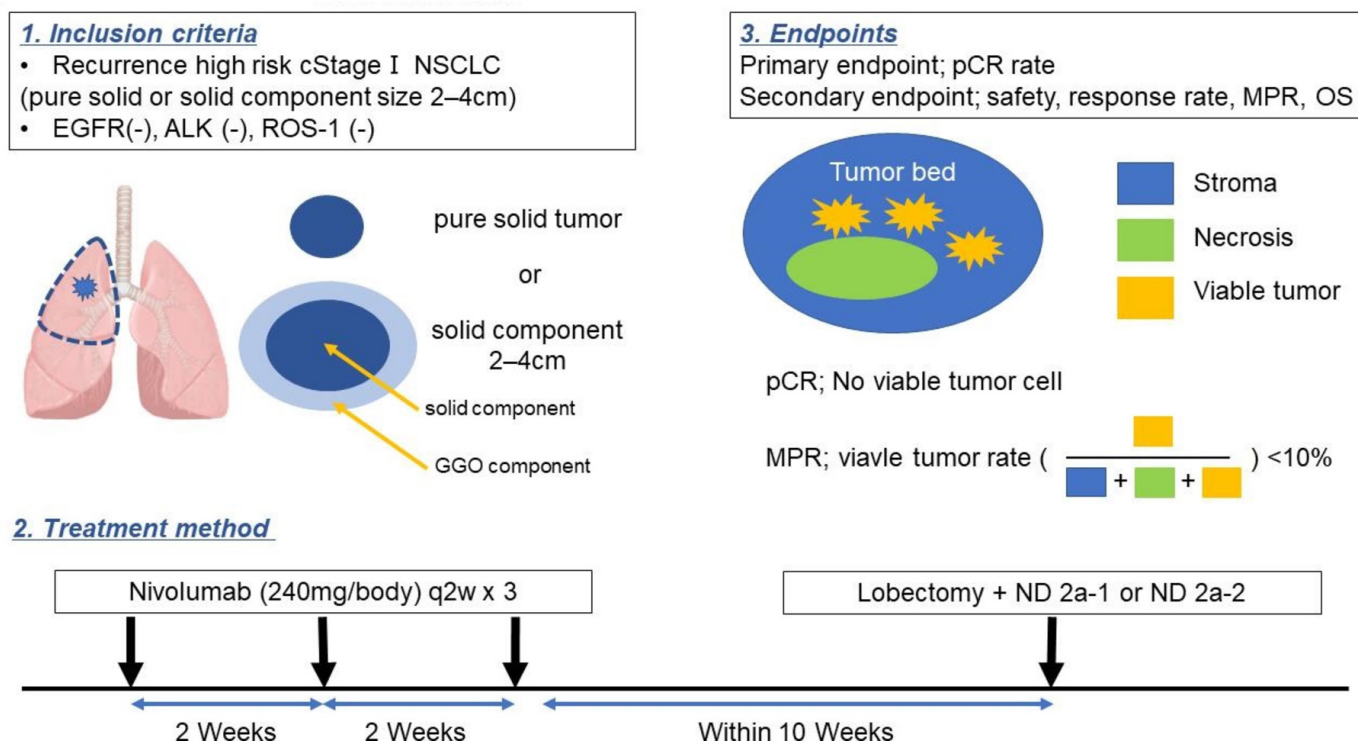 1. Inclusion criteria
• Recurrence high risk cStage I NSCLC
(pure solid or solid component size 2–4cm)
• EGFR(-), ALK (-), ROS-1 (-)
pure solid tumor
or
solid component
2–4cm
solid component
GGO component
3. Endpoints
Primary endpoint; pCR rate
Secondary endpoint; safety, response rate, MPR, OS
Tumor bed
Stroma
Necrosis
Viable tumor
pCR; No viable tumor cell
MPR; viavle tumor rate ( ) <10%
+ +
2. Treatment method
Nivolumab (240mg/body) q2w x 3
Lobectomy + ND 2a-1 or ND 2a-2
2 Weeks
2 Weeks
Within 10 Weeks